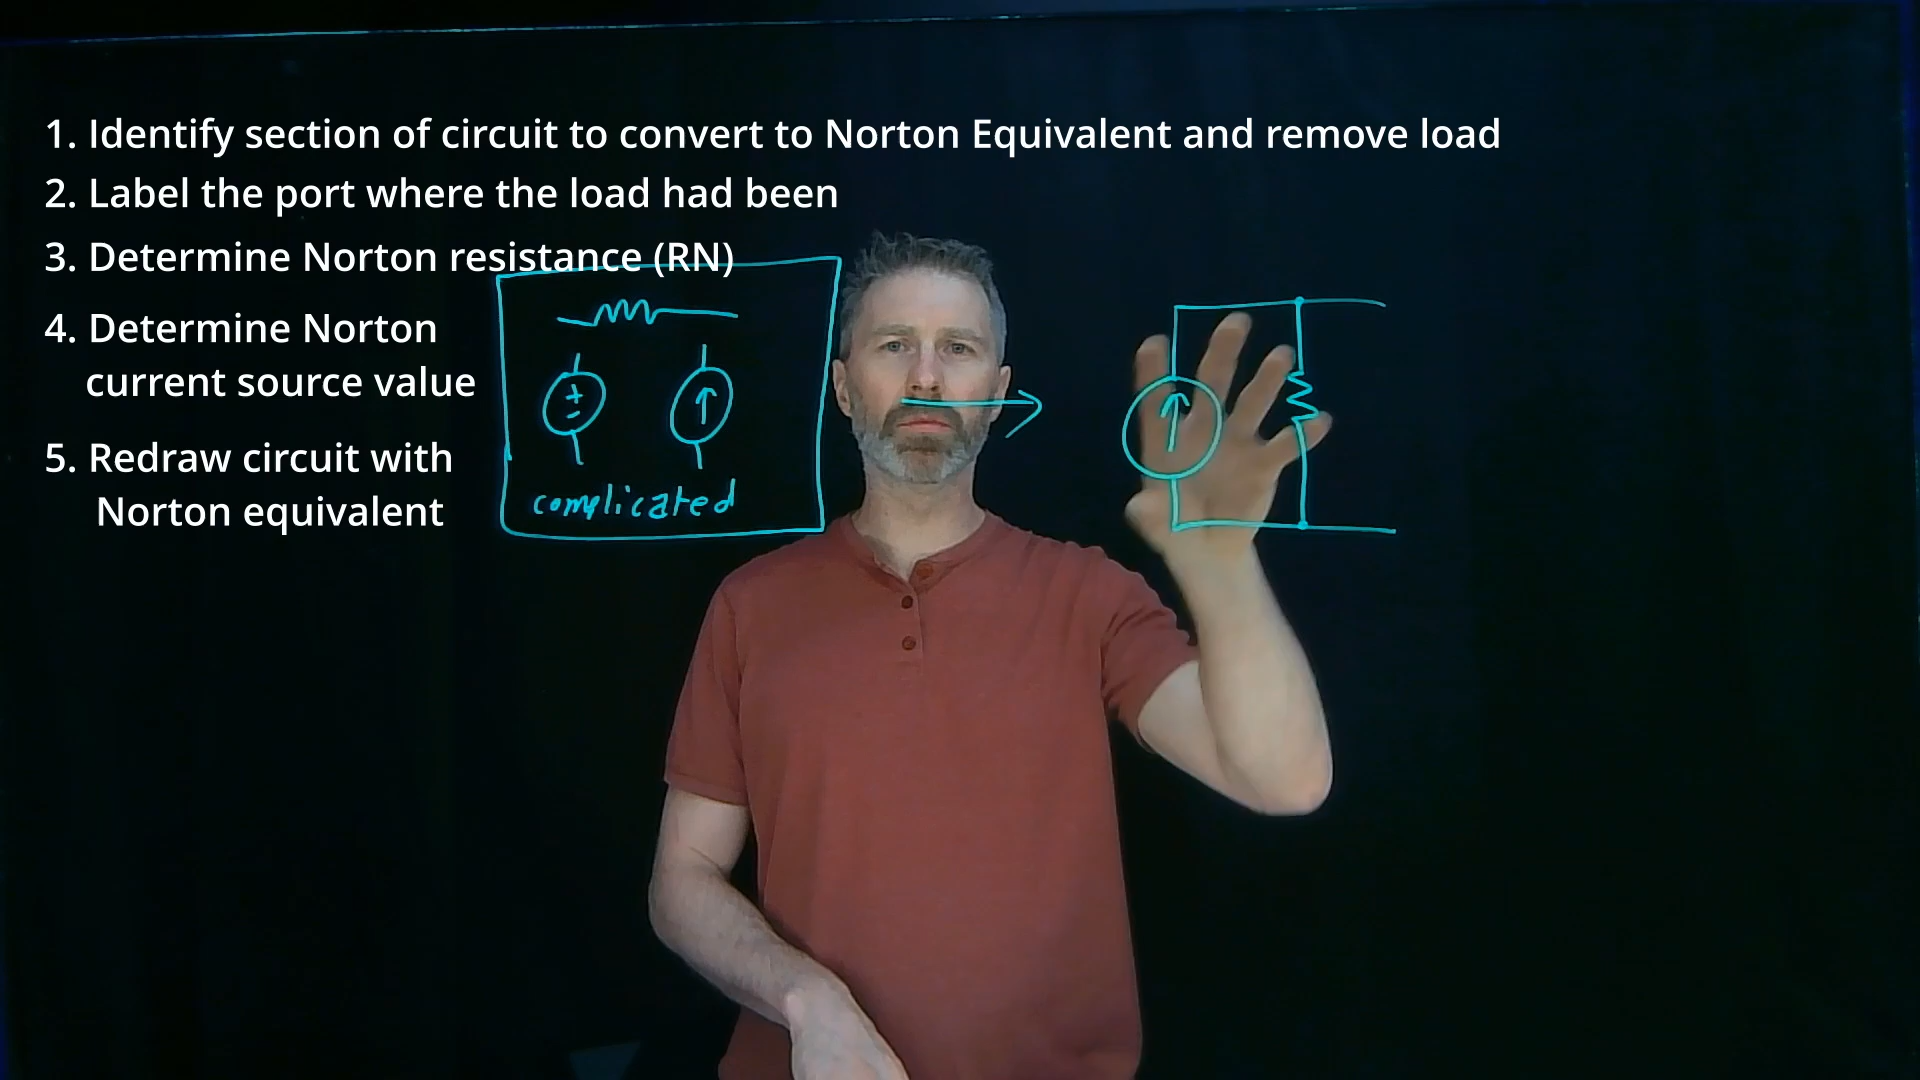 1. Identify section of circuit to convert to Norton Equivalent and remove load
2. Label the port where the load had been
3. Determine Norton resistance (RN)
4. Determine Norton
current source value
5. Redraw circuit with
Norton equivalent
+
-
complicated